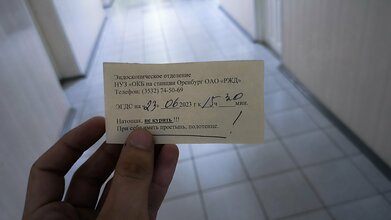 Эндоскопическое отделение
НУЗ «ОКБ на станции Оренбург ОАО «РЖД»
Телефон: (3532) 74-50-69
ЭГДС на 23. 06 2023 г к 15 ч 30 мин.
Натощак, не курить !!!
При себе иметь простынь, полотенце. !